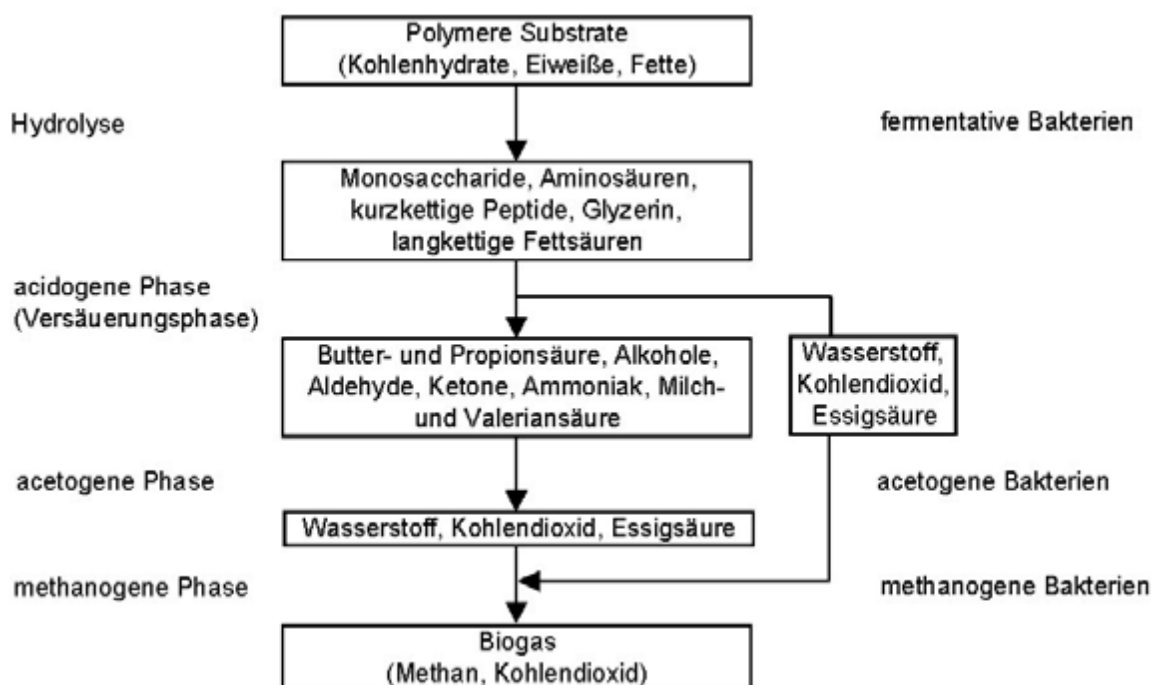 Polymere Substrate
(Kohlenhydrate, Eiweiße, Fette)
Hydrolyse
fermentative Bakterien
Monosaccharide, Aminosäuren,
kurzkettige Peptide, Glyzerin,
langkettige Fettsäuren
acidogene Phase
(Versäuerungsphase)
Butter- und Propionsäure, Alkohole,
Aldehyde, Ketone, Ammoniak, Milch-
und Valeriansäure
Wasserstoff,
Kohlendioxid,
Essigsäure
acetogene Phase
acetogene Bakterien
Wasserstoff, Kohlendioxid, Essigsäure
methanogene Phase
methanogene Bakterien
Biogas
(Methan, Kohlendioxid)